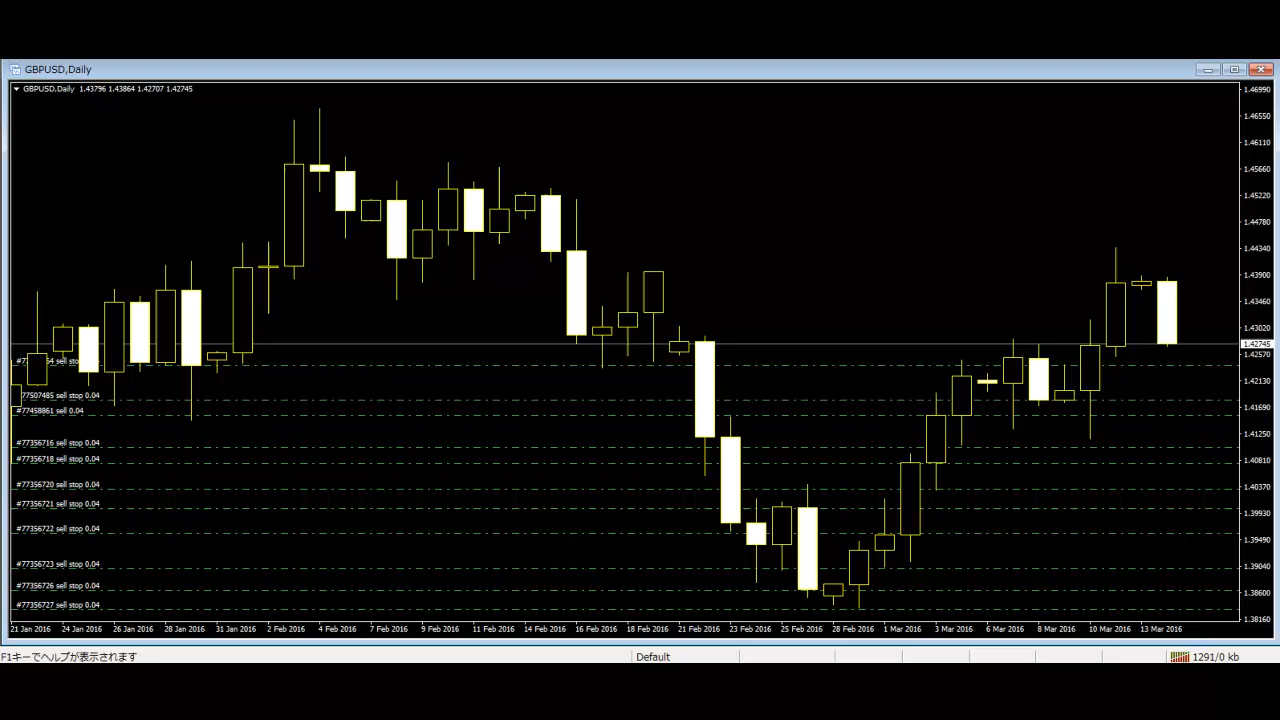 GBPUSD,Daily
GBPUSD,Daily 1.43796 1.43864 1.42707 1.42745
1.46990
1.46550
1.46110
1.45660
1.45220
1.44780
1.44340
1.43900
1.43460
1.43020
1.42745
1.42570
1.42130
1.41690
1.41250
1.40810
1.40370
1.39930
1.39490
1.39040
1.38600
1.38160
sell
77507485 sell stop 0.04
#77458861 sell 0.04
#77356716 sell stop 0.04
#77356718 sell stop 0.04
#77356720 sell stop 0.04
#77356721 sell stop 0.04
#77356722 sell stop 0.04
#77356723 sell stop 0.04
#77356726 sell stop 0.04
#77356727 sell stop 0.04
21 Jan 2016 24 Jan 2016 26 Jan 2016 28 Jan 2016 31 Jan 2016 2 Feb 2016 4 Feb 2016 7 Feb 2016 9 Feb 2016 11 Feb 2016 14 Feb 2016 16 Feb 2016 18 Feb 2016 21 Feb 2016 23 Feb 2016 25 Feb 2016 28 Feb 2016 1 Mar 2016 3 Mar 2016 6 Mar 2016 8 Mar 2016 10 Mar 2016 13 Mar 2016
F1キーでヘルプが表示されます Default 1291/0 kb